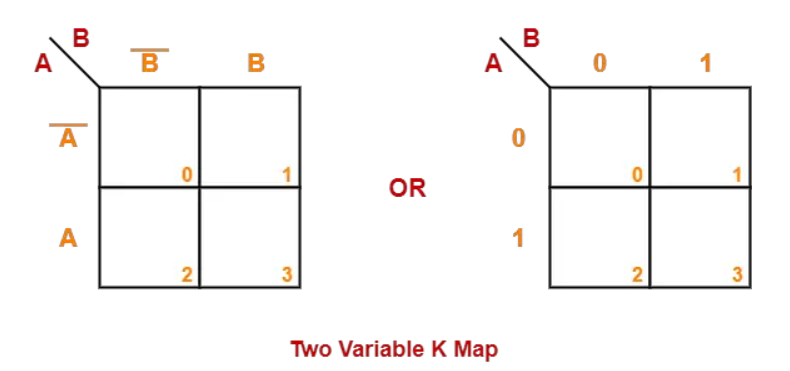 B
A
B̅ B
A̅
0 1
A
2 3
OR
B
A
0 1
0
0 1
1
2 3
Two Variable K Map